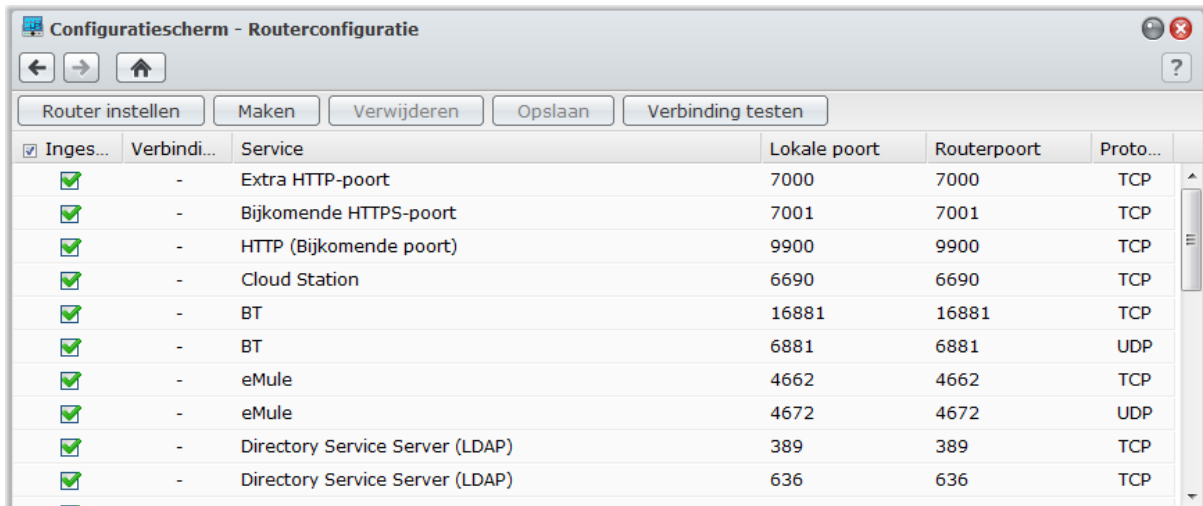 Configuratiescherm - Routerconfiguratie
?
Router instellen Maken Verwijderen Opslaan Verbinding testen
Inges... Verbindi... Service Lokale poort Routerpoort Proto...
- Extra HTTP-poort 7000 7000 TCP
- Bijkomende HTTPS-poort 7001 7001 TCP
- HTTP (Bijkomende poort) 9900 9900 TCP
- Cloud Station 6690 6690 TCP
- BT 16881 16881 TCP
- BT 6881 6881 UDP
- eMule 4662 4662 TCP
- eMule 4672 4672 UDP
- Directory Service Server (LDAP) 389 389 TCP
- Directory Service Server (LDAP) 636 636 TCP